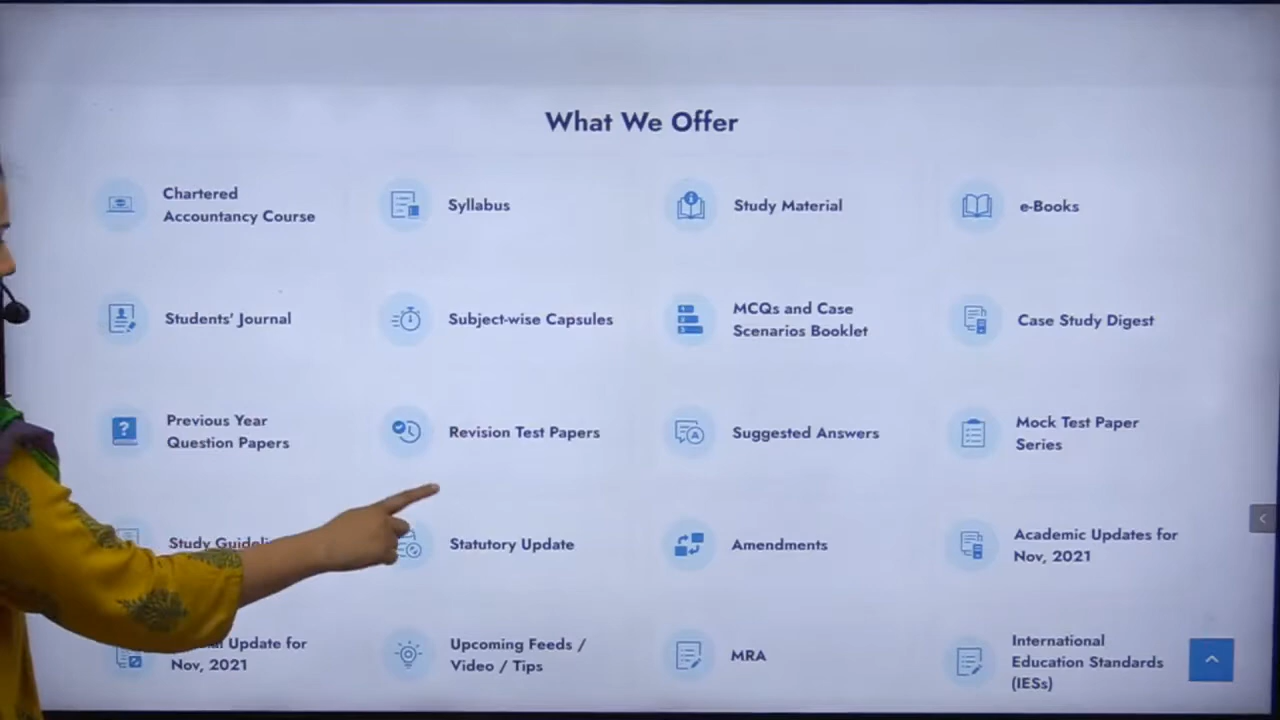 What We Offer
Chartered
Accountancy Course
Syllabus
Study Material
e-Books
Students' Journal
Subject-wise Capsules
MCQs and Case
Scenarios Booklet
Case Study Digest
Previous Year
Question Papers
Revision Test Papers
Suggested Answers
Mock Test Paper
Series
Study
Statutory Update
Amendments
Academic Updates for
Nov, 2021
Update for
Nov, 2021
Upcoming Feeds /
Video / Tips
MRA
International
Education Standards
(IESs)